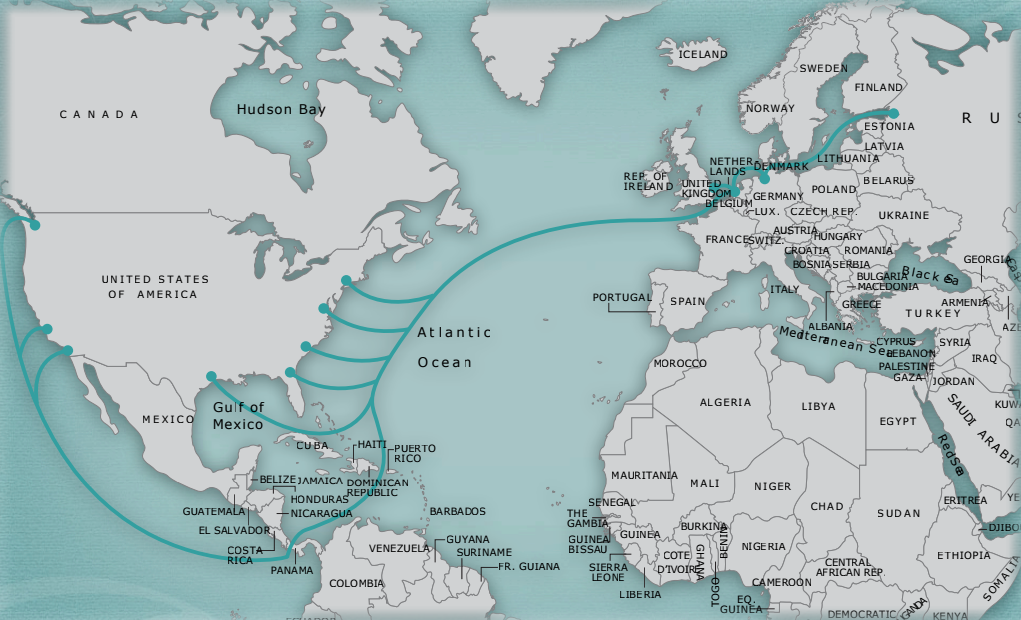 ICELAND
SWEDEN
FINLAND
CANADA
Hudson Bay
NORWAY
R U S
ESTONIA
LATVIA
LITHUANIA
NETHER-
LANDS
DENMARK
REP. OF
IRELAND
UNITED
KINGDOM
BELGIUM
BELARUS
POLAND
GERMANY
LUX.
CZECH REP.
UKRAINE
AUSTRIA
HUNGARY
FRANCE
SWITZ.
CROATIA
ROMANIA
BOSNIA
SERBIA
GEORGIA
BULGARIA
Black Sea
MACEDONIA
UNITED STATES
OF AMERICA
ITALY
PORTUGAL
SPAIN
GREECE
ARMENIA
TURKEY
ALBANIA
AZE
Atlantic
Ocean
Mediterranean Sea
CYPRUS
LEBANON
SYRIA
IRAQ
PALESTINE
GAZA
JORDAN
MOROCCO
ALGERIA
LIBYA
EGYPT
SAUDI ARABIA
KUW
QA
Gulf of
Mexico
MEXICO
CUBA
HAITI
PUERTO
RICO
Red Sea
BELIZE
JAMAICA
DOMINICAN
REPUBLIC
HONDURAS
GUATEMALA
NICARAGUA
EL SALVADOR
BARBADOS
COSTA
RICA
PANAMA
VENEZUELA
GUYANA
SURINAME
FR. GUIANA
COLOMBIA
ECUADOR
MAURITANIA
MALI
NIGER
CHAD
SUDAN
ERITREA
YE
SENEGAL
THE
GAMBIA
GUINEA
BISSAU
GUINEA
BURKINA
BENIN
NIGERIA
DJIBO
SIERRA
LEONE
COTE
D'IVOIRE
GHANA
TOGO
LIBERIA
CENTRAL
AFRICAN REP.
ETHIOPIA
CAMEROON
EQ.
GUINEA
SOMALIA
DEMOCRATIC
KENYA